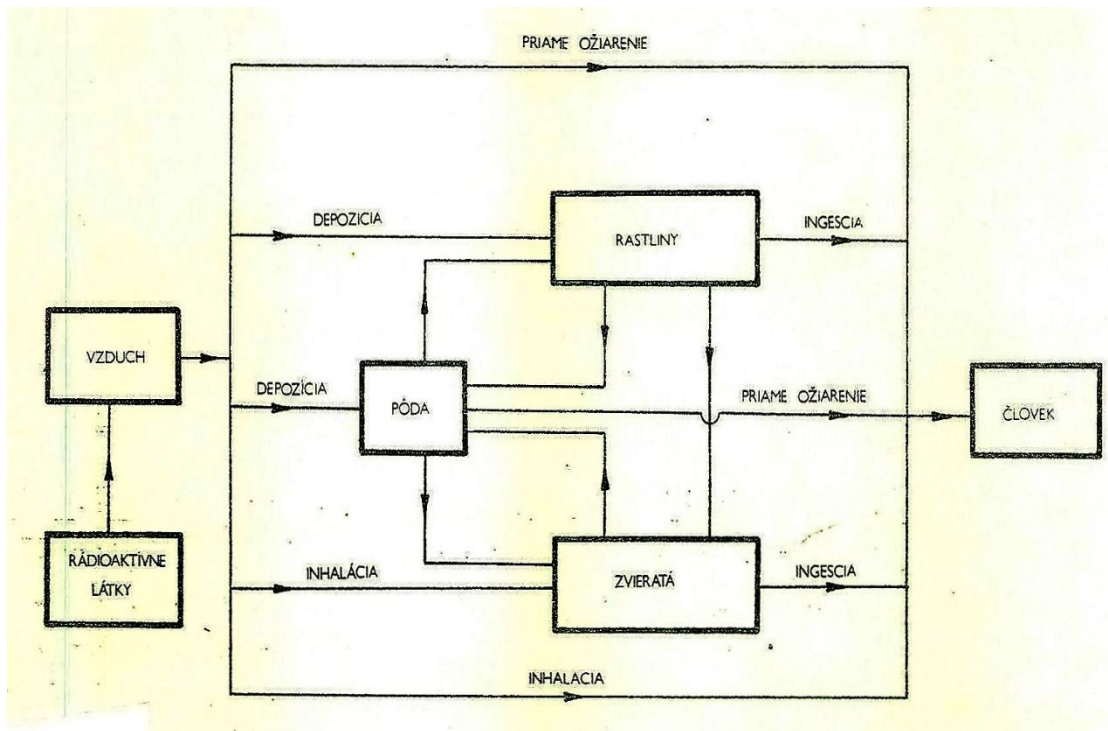 PRIAME OŽIARENIE
DEPOZICIA
RASTLINY
INGESCIA
VZDUCH
DEPOZÍCIA
PÔDA
PRIAME OŽIARENIE
ČLOVEK
RÁDIOAKTÍVNE
LÁTKY
INHALÁCIA
ZVIERATÁ
INGESCIA
INHALACIA